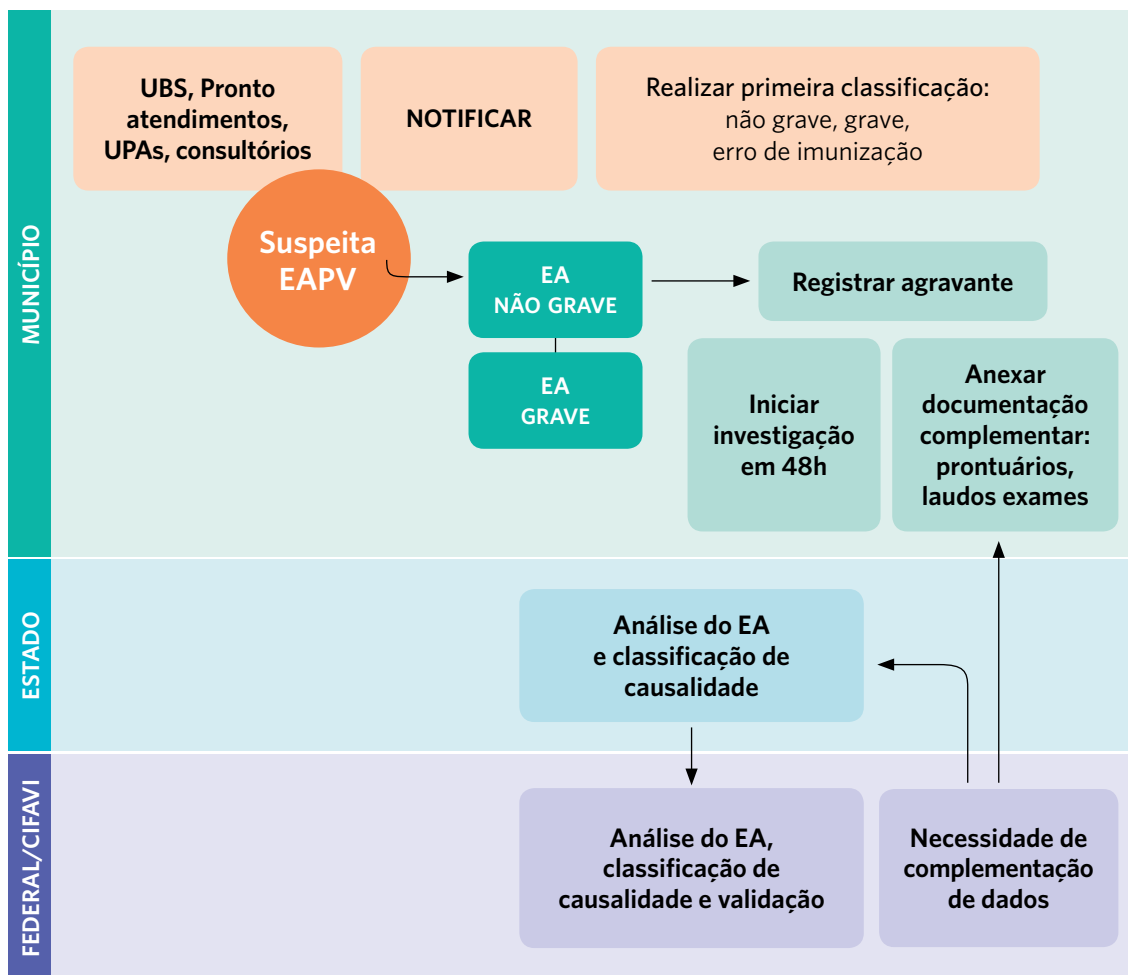 MUNICÍPIO
UBS, Pronto
atendimentos,
UPAs, consultórios
NOTIFICAR
Realizar primeira classificação:
não grave, grave,
erro de imunização
Suspeita
EAPV
EA
NÃO GRAVE
Registrar agravante
EA
GRAVE
Iniciar
investigação
em 48h
Anexar
documentação
complementar:
prontuários,
laudos exames
ESTADO
Análise do EA
e classificação de
causalidade
FEDERAL/CIFAVI
Análise do EA,
classificação de
causalidade e validação
Necessidade de
complementação
de dados